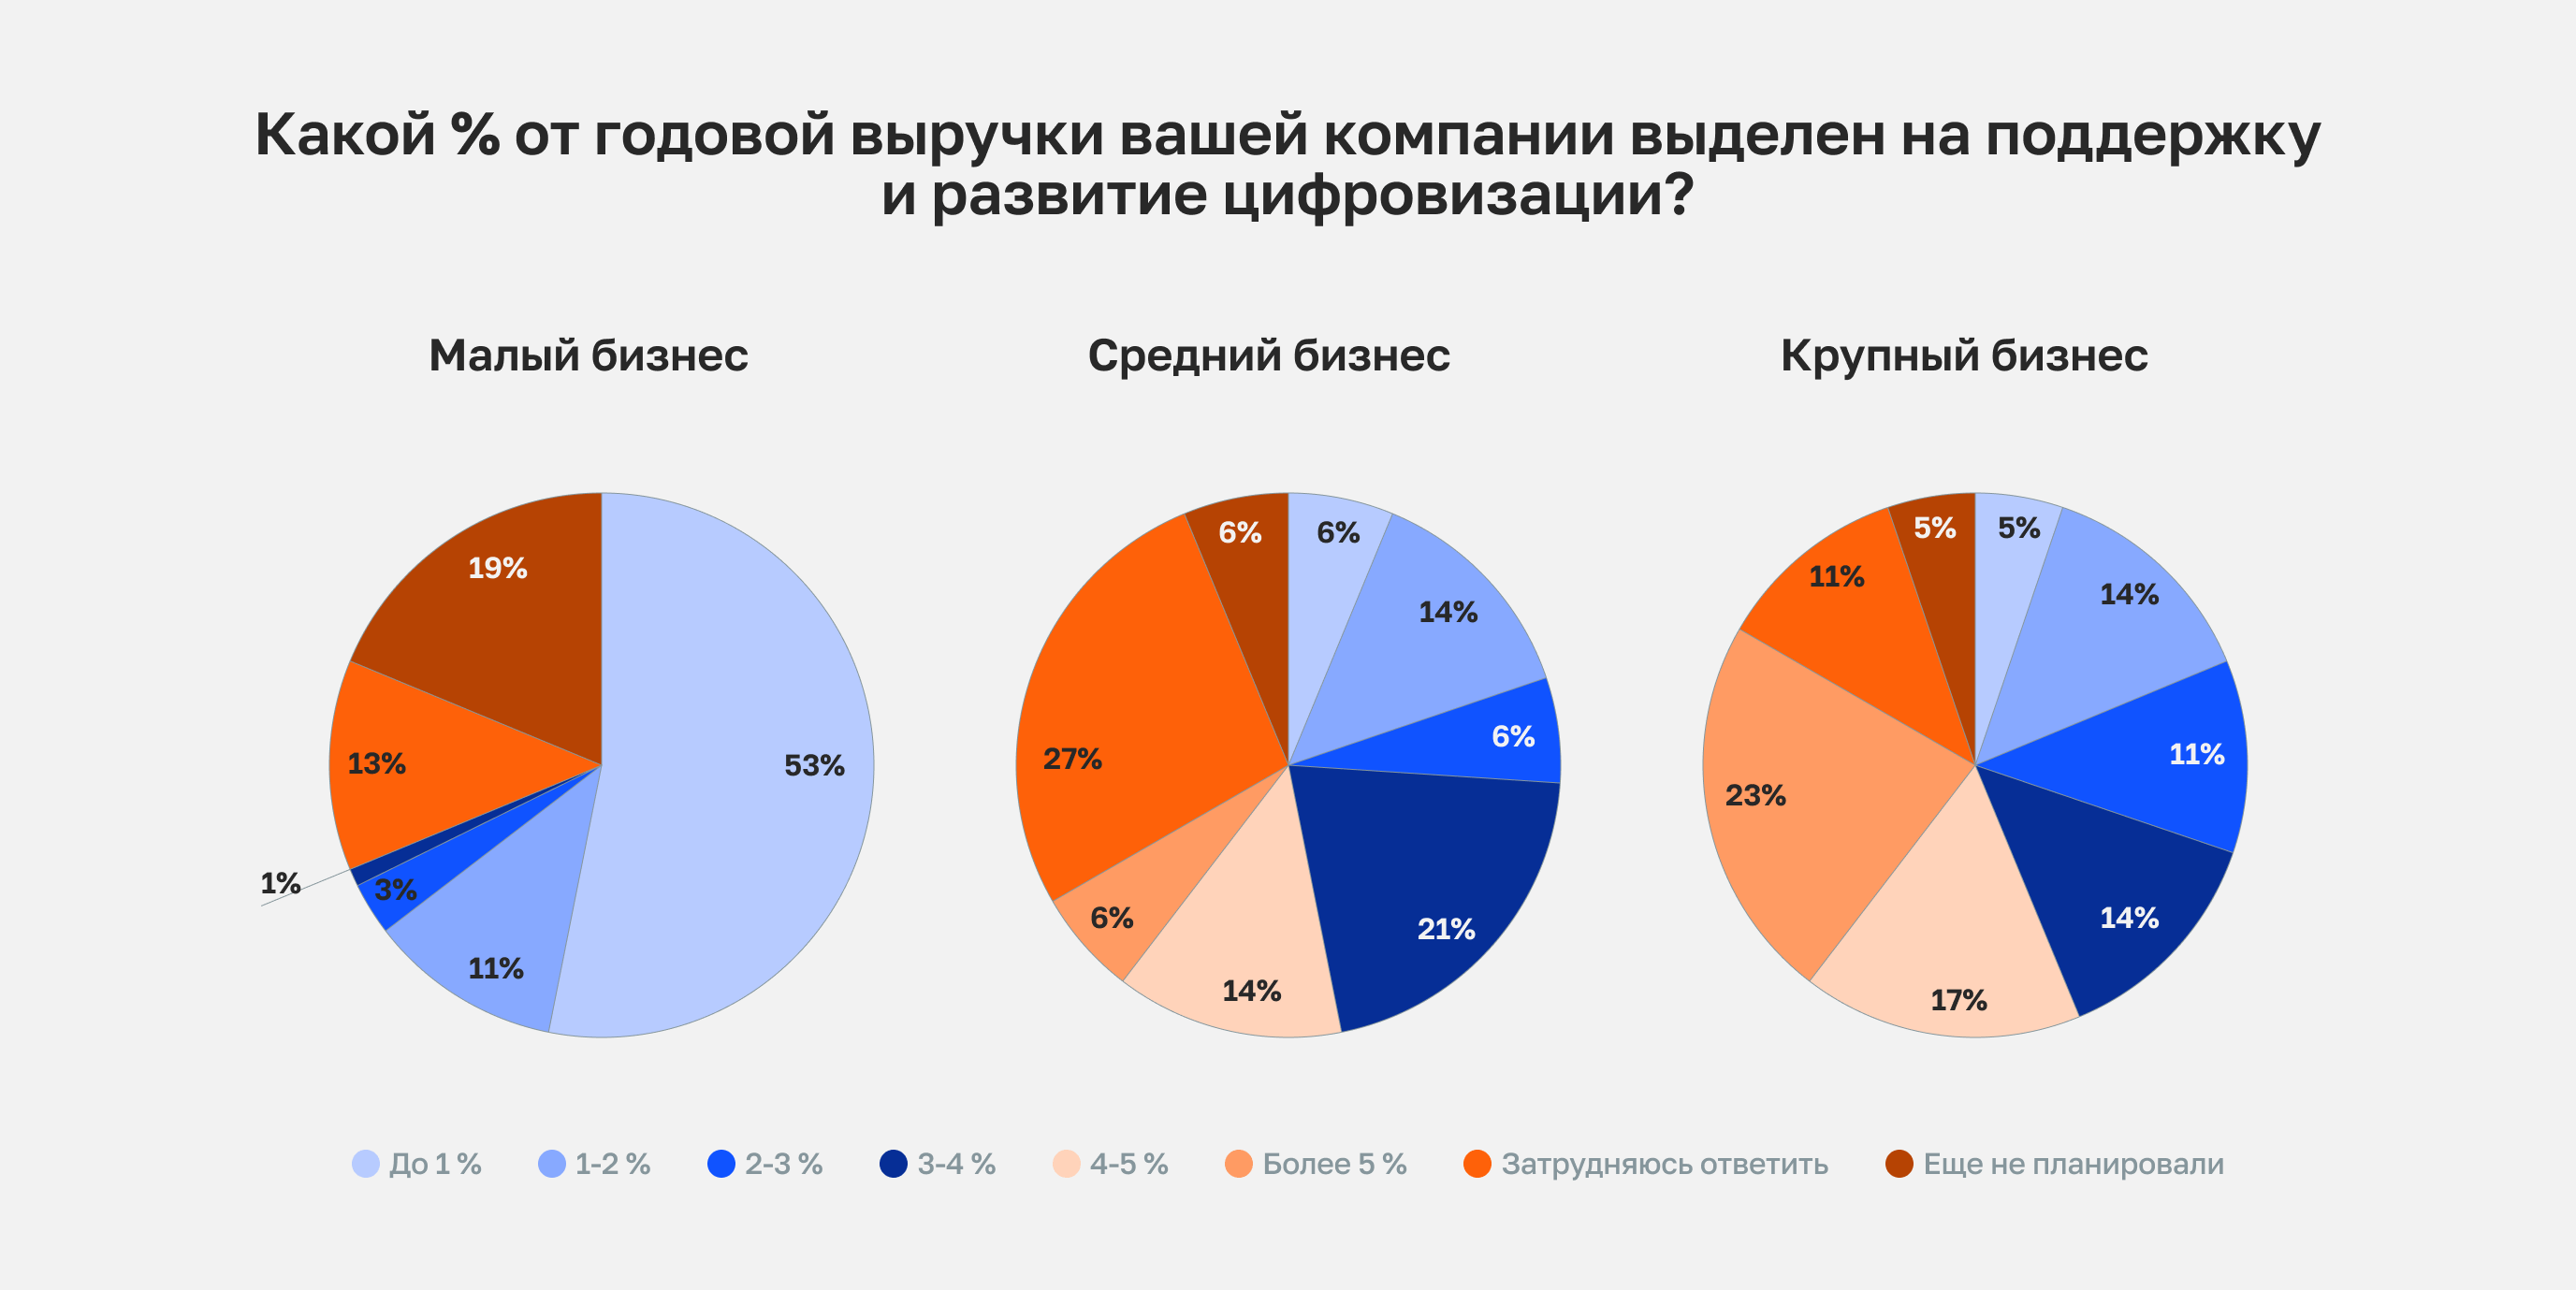 Какой % от годовой выручки вашей компании выделен на поддержку
и развитие цифровизации?
Малый бизнес
53%
11%
3%
1%
13%
19%
Средний бизнес
6%
14%
6%
21%
14%
6%
27%
6%
Крупный бизнес
5%
14%
11%
14%
17%
23%
11%
5%
До 1 %
1-2 %
2-3 %
3-4 %
4-5 %
Более 5 %
Затрудняюсь ответить
Еще не планировали